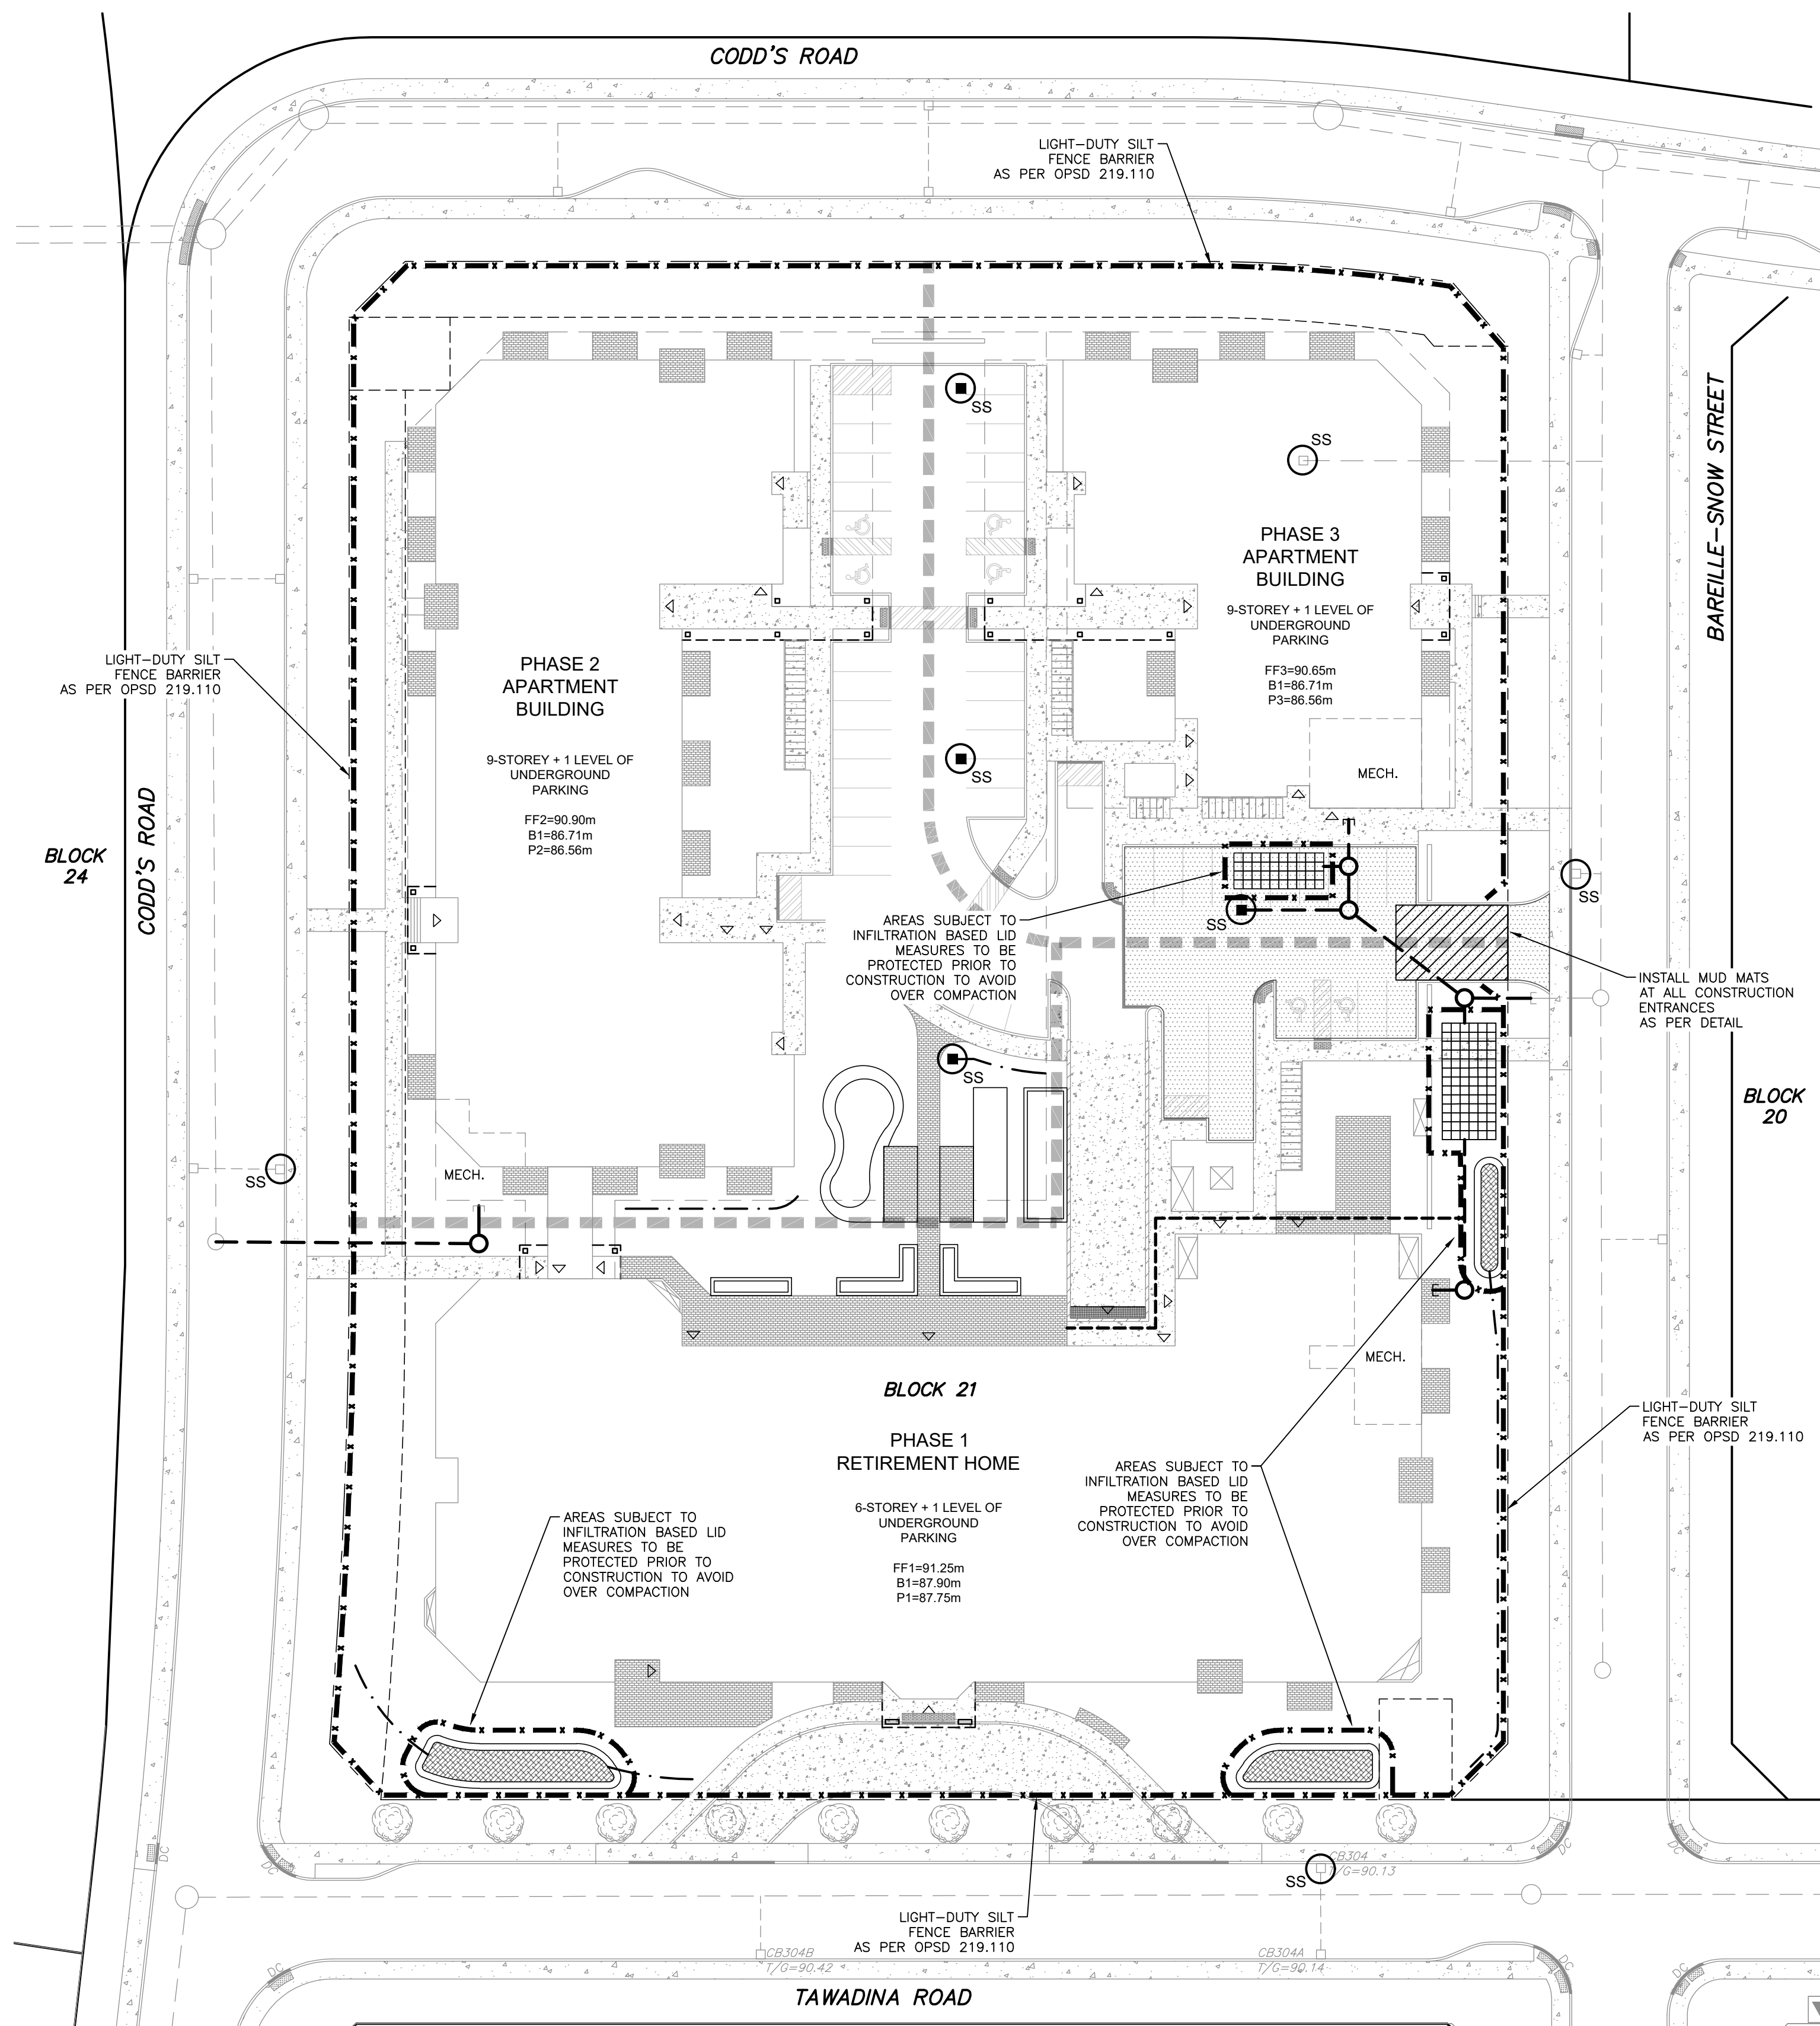 CODD'S ROAD
LIGHT-DUTY SILT
FENCE BARRIER
AS PER OPSD 219.110
SS
SS
BAREILLE-SNOW STREET
PHASE 3
APARTMENT
BUILDING
9-STOREY + 1 LEVEL OF
UNDERGROUND
PARKING
FF3=90.65m
B1=86.71m
P3=86.56m
LIGHT-DUTY SILT
FENCE BARRIER
AS PER OPSD 219.110
PHASE 2
APARTMENT
BUILDING
9-STOREY + 1 LEVEL OF
UNDERGROUND
PARKING
FF2=90.90m
B1=86.71m
P2=86.56m
SS
MECH.
CODD'S ROAD
BLOCK
24
SS
SS
AREAS SUBJECT TO
INFILTRATION BASED LID
MEASURES TO BE
PROTECTED PRIOR TO
CONSTRUCTION TO AVOID
OVER COMPACTION
INSTALL MUD MATS
AT ALL CONSTRUCTION
ENTRANCES
AS PER DETAIL
SS
BLOCK
20
MECH.
SS
MECH.
BLOCK 21
PHASE 1
RETIREMENT HOME
6-STOREY + 1 LEVEL OF
UNDERGROUND
PARKING
FF1=91.25m
B1=87.90m
P1=87.75m
LIGHT-DUTY SILT
FENCE BARRIER
AS PER OPSD 219.110
AREAS SUBJECT TO
INFILTRATION BASED LID
MEASURES TO BE
PROTECTED PRIOR TO
CONSTRUCTION TO AVOID
OVER COMPACTION
AREAS SUBJECT TO
INFILTRATION BASED LID
MEASURES TO BE
PROTECTED PRIOR TO
CONSTRUCTION TO AVOID
OVER COMPACTION
DC
DC
DC
DC
CB304
T/G=90.13
SS
LIGHT-DUTY SILT
FENCE BARRIER
AS PER OPSD 219.110
CB304B
T/G=90.42
CB304A
T/G=90.14
DC
DC
DC
TAWADINA ROAD